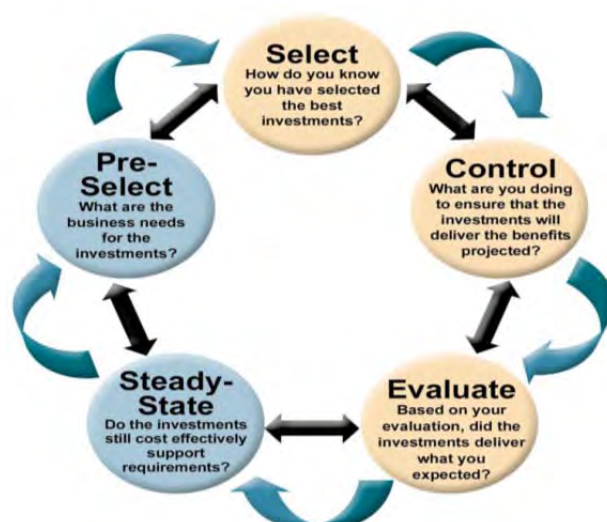 Select
How do you know
you have selected
the best
investments?
Control
What are you doing
to ensure that the
investments will
deliver the benefits
projected?
Evaluate
Based on your
evaluation, did the
investments deliver
what you
expected?
Steady-
State
Do the investments
still cost effectively
support
requirements?
Pre-
Select
What are the
business needs
for the
investments?